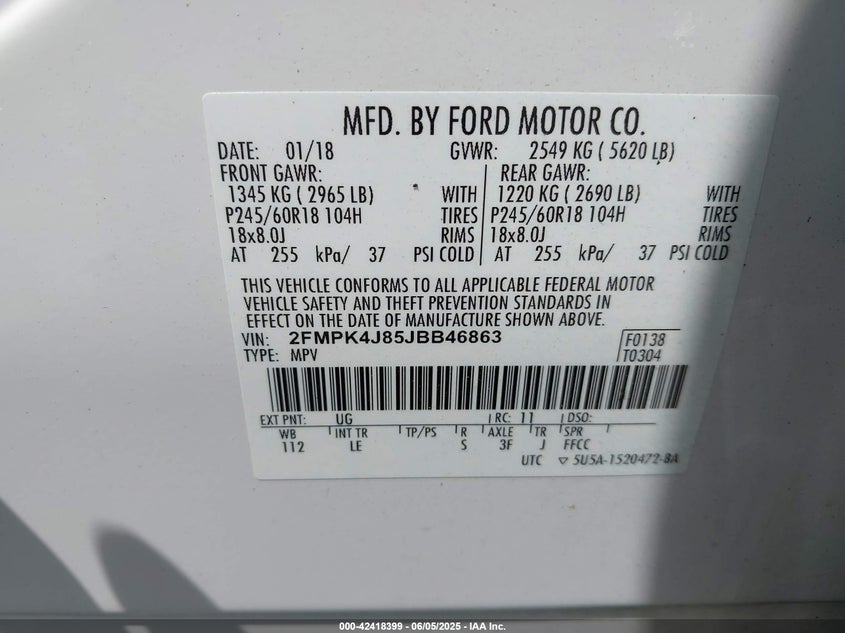 MFD. BY FORD MOTOR CO.
DATE: 01/18 GVWR: 2549 KG ( 5620 LB)
FRONT GAWR: REAR GAWR:
1345 KG ( 2965 LB) WITH 1220 KG ( 2690 LB) WITH
P245/60R18 104H TIRES P245/60R18 104H TIRES
18x8.0J RIMS 18x8.0J RIMS
AT 255 kPa/ 37 PSI COLD AT 255 kPa/ 37 PSI COLD
THIS VEHICLE CONFORMS TO ALL APPLICABLE FEDERAL MOTOR
VEHICLE SAFETY AND THEFT PREVENTION STANDARDS IN
EFFECT ON THE DATE OF MANUFACTURE SHOWN ABOVE.
VIN: 2FMPK4J85JBB46863 F0138
TYPE: MPV T0304
EXT PNT: UG RC: 11 DSO:
WB INT TR TP/PS R AXLE TR SPR
112 LE S 3F J FFCC
UTC ▽ 5U5A-1520472-BA
000-42418399 - 06/05/2025 - IAA Inc.